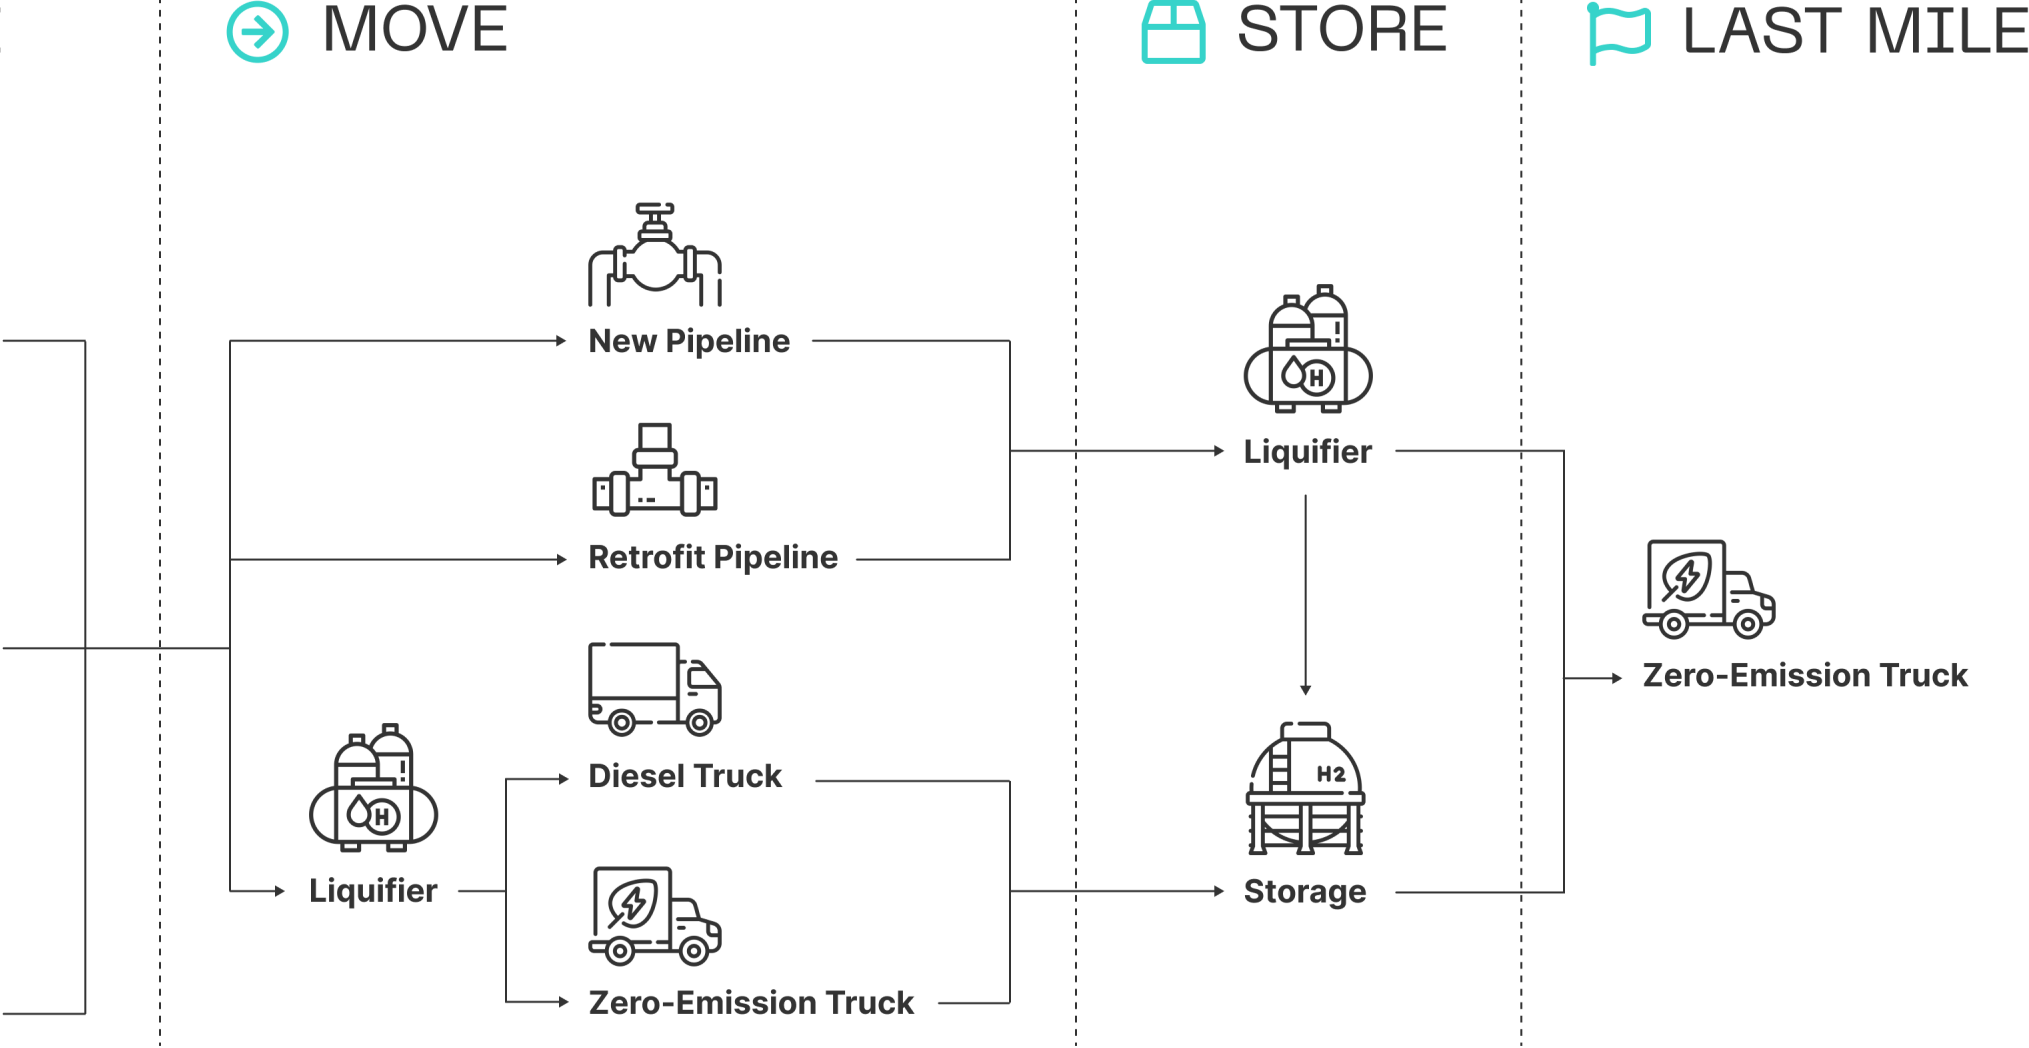 MOVE
STORE
LAST MILE
New Pipeline
H
Liquifier
Retrofit Pipeline
Zero-Emission Truck
Diesel Truck
H2
H
Liquifier
Storage
Zero-Emission Truck